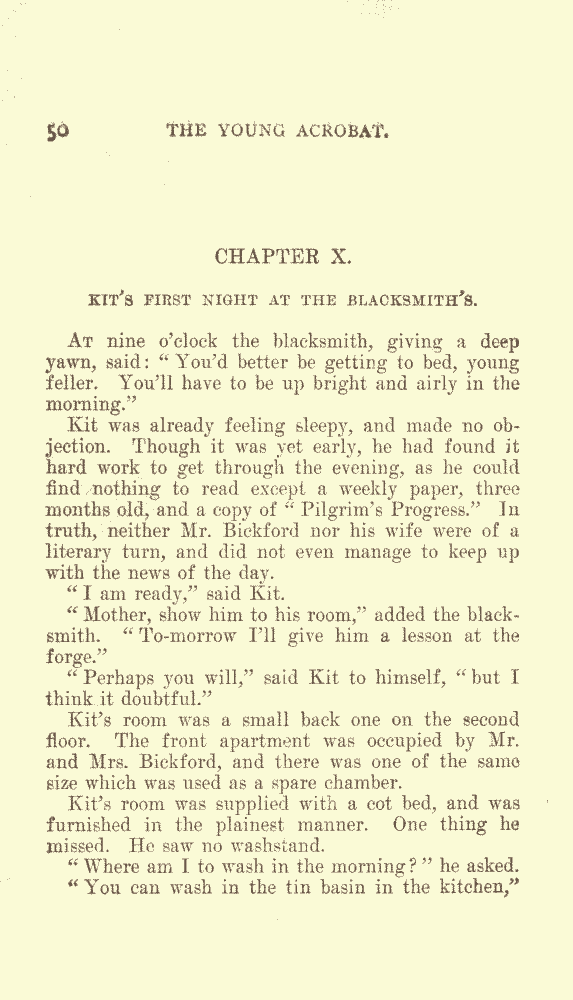 50 THE YOUNG ACROBAT.
CHAPTER X.
KIT'S FIRST NIGHT AT THE BLACKSMITH'S.
At nine o'clock the blacksmith, giving a deep
yawn, said: "You'd better be getting to bed, young
feller. You'll have to be up bright and airly in the
morning."
Kit was already feeling sleepy, and made no ob-
jection. Though it was yet early, he had found it
hard work to get through the evening, as he could
find nothing to read except a weekly paper, three
months old, and a copy of "Pilgrim's Progress." In
truth, neither Mr. Bickford nor his wife were of a
literary turn, and did not even manage to keep up
with the news of the day.
"I am ready," said Kit.
"Mother, show him to his room," added the black-
smith. "To-morrow I'll give him a lesson at the
forge."
"Perhaps you will," said Kit to himself, "but I
think it doubtful."
Kit's room was a small back one on the second
floor. The front apartment was occupied by Mr.
and Mrs. Bickford, and there was one of the same
size which was used as a spare chamber.
Kit's room was supplied with a cot bed, and was
furnished in the plainest manner. One thing he
missed. He saw no washstand.
"Where am I to wash in the morning?" he asked.
"You can wash in the tin basin in the kitchen,"